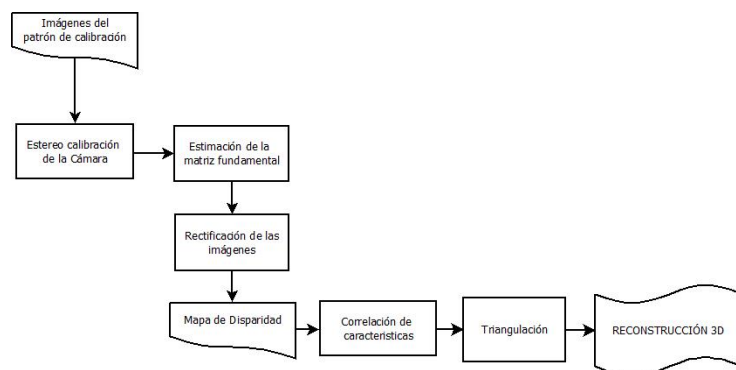 Imágenes del
patrón de calibración
Estereo calibración
de la Cámara
Estimación de la
matriz fundamental
Rectificación de las
imágenes
Mapa de Disparidad
Correlación de
caracteristicas
Triangulación
RECONSTRUCCIÓN 3D